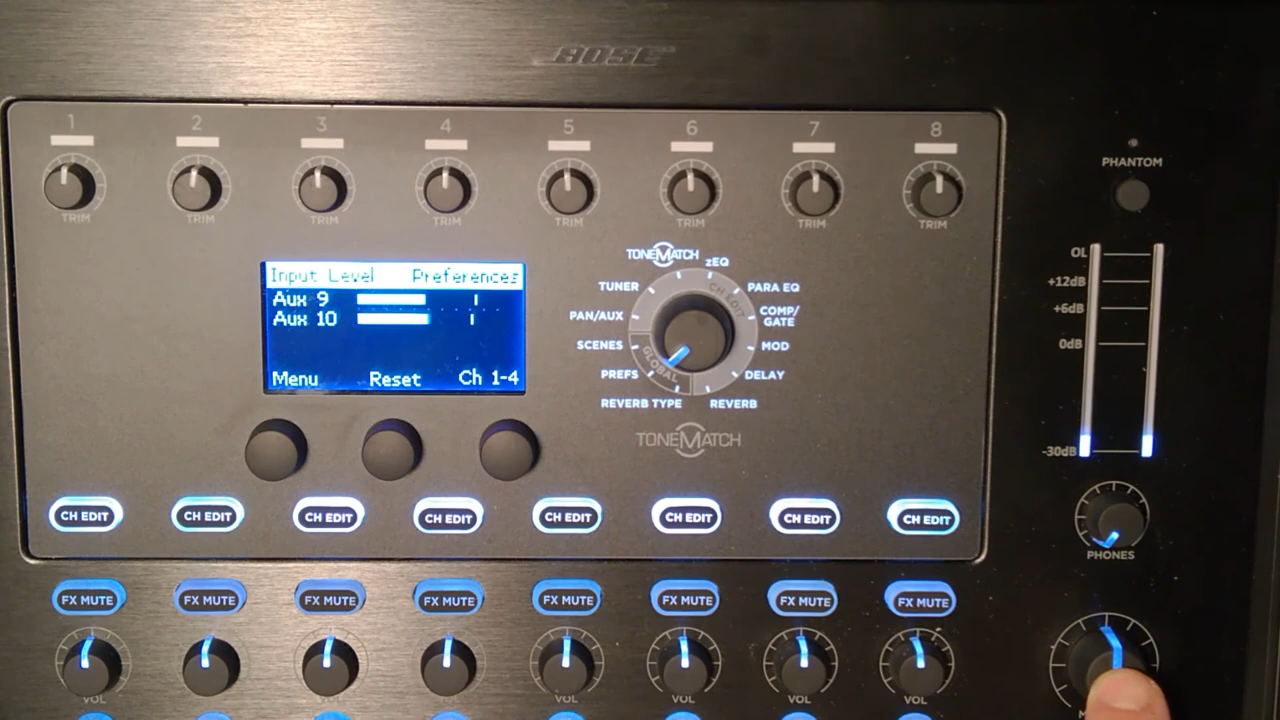 BOSE
1 2 3 4 5 6 7 8
TRIM TRIM TRIM TRIM TRIM TRIM TRIM TRIM
PHANTOM
Input Level Preferences
Aux 9
Aux 10
Menu Reset Ch 1-4
TONEMATCH
zEQ
TUNER
PARA EQ
PAN/AUX
COMP/
GATE
SCENES
MOD
PREFS
DELAY
REVERB TYPE
REVERB
CH EDIT
GLOBAL
TONEMATCH
OL
+12dB
+6dB
0dB
-30dB
PHONES
CH EDIT CH EDIT CH EDIT CH EDIT CH EDIT CH EDIT CH EDIT CH EDIT
FX MUTE FX MUTE FX MUTE FX MUTE FX MUTE FX MUTE FX MUTE FX MUTE
VOL VOL VOL VOL VOL VOL VOL VOL